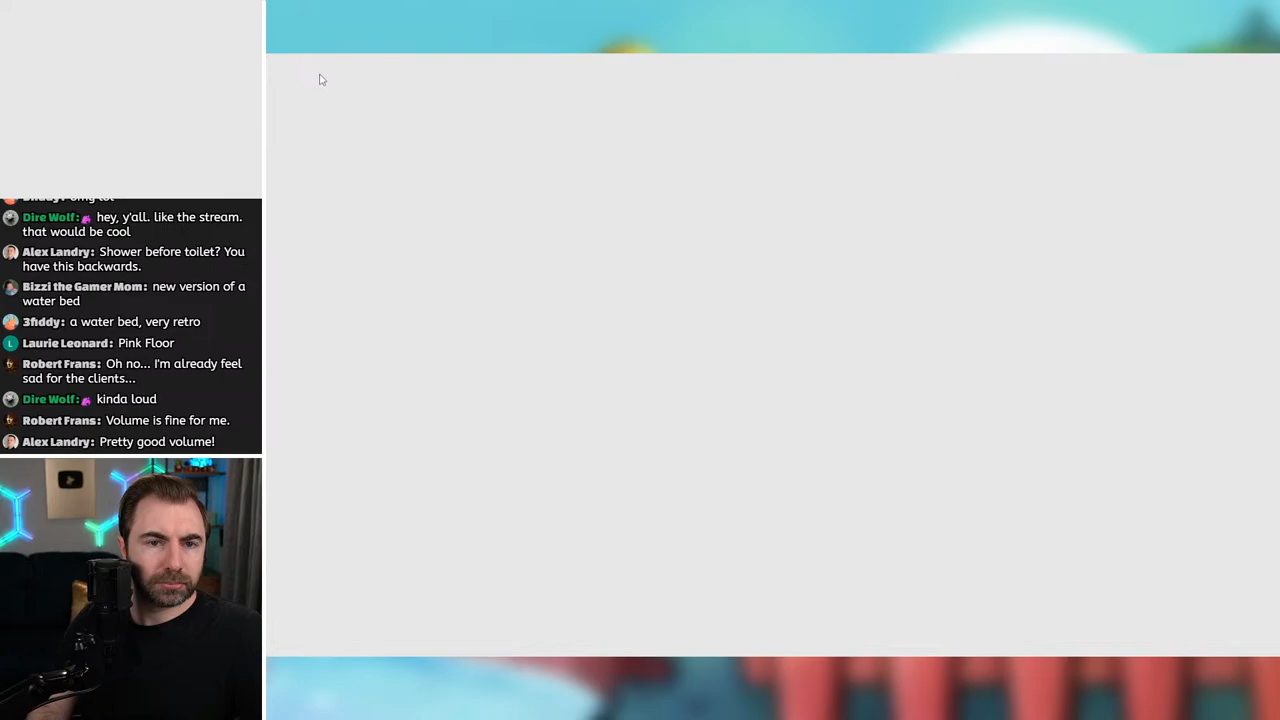 Dire Wolf: hey, y'all. like the stream.
that would be cool
Alex Landry: Shower before toilet? You
have this backwards.
Bizzi the Gamer Mom: new version of a
water bed
3fiddy: a water bed, very retro
L Laurie Leonard: Pink Floor
Robert Frans: Oh no... I'm already feel
sad for the clients...
Dire Wolf: kinda loud
Robert Frans: Volume is fine for me.
Alex Landry: Pretty good volume!